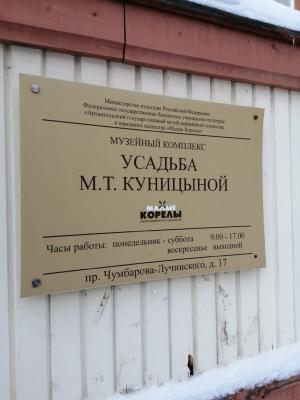 Министерство культуры Российской Федерации
Федеральное государственное бюджетное учреждение культуры
«Архангельский государственный музей деревянного зодчества
и народного искусства «Малые Корелы»
МУЗЕЙНЫЙ КОМПЛЕКС
УСАДЬБА
М.Т. КУНИЦЫНОЙ
МАЛЫЕ
КОРЕЛЫ
Часы работы: понедельник - суббота 9.00 - 17.00
воскресенье выходной
пр. Чумбарова-Лучинского, д. 17